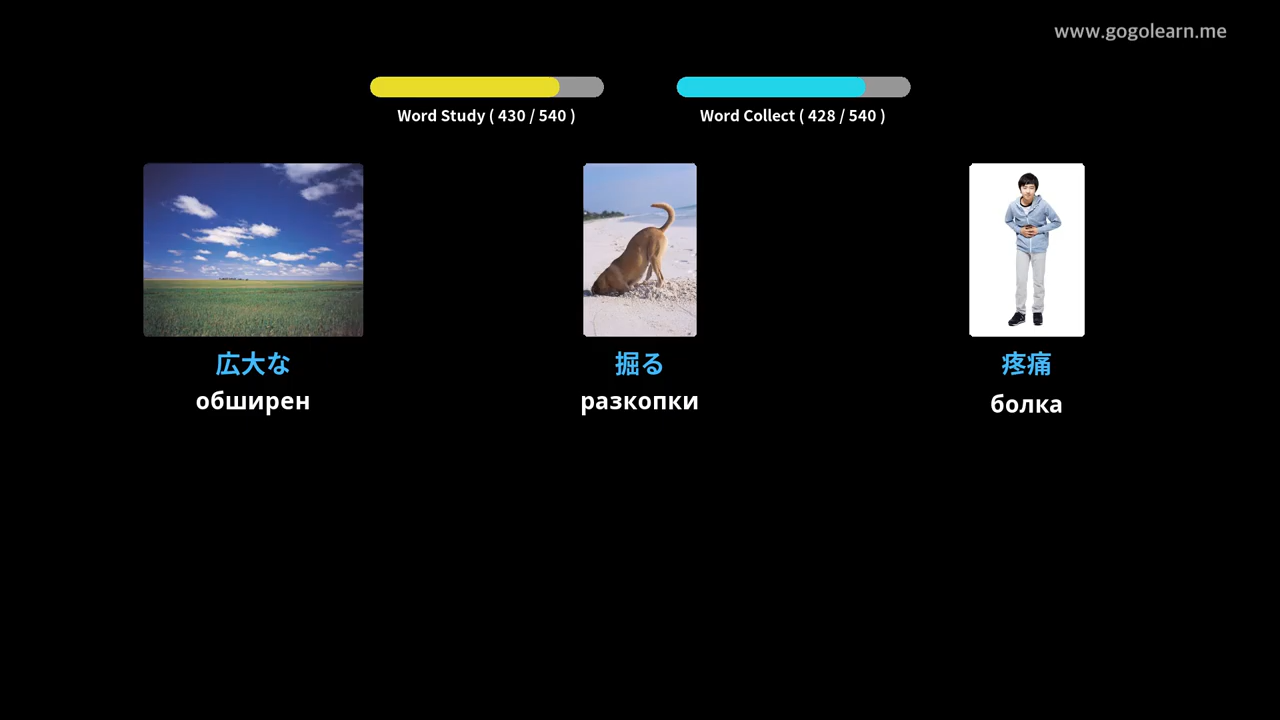 www.gogolearn.me
Word Study ( 430 / 540 )
Word Collect ( 428 / 540 )
広大な
掘る
疼痛
обширен
разкопки
болка